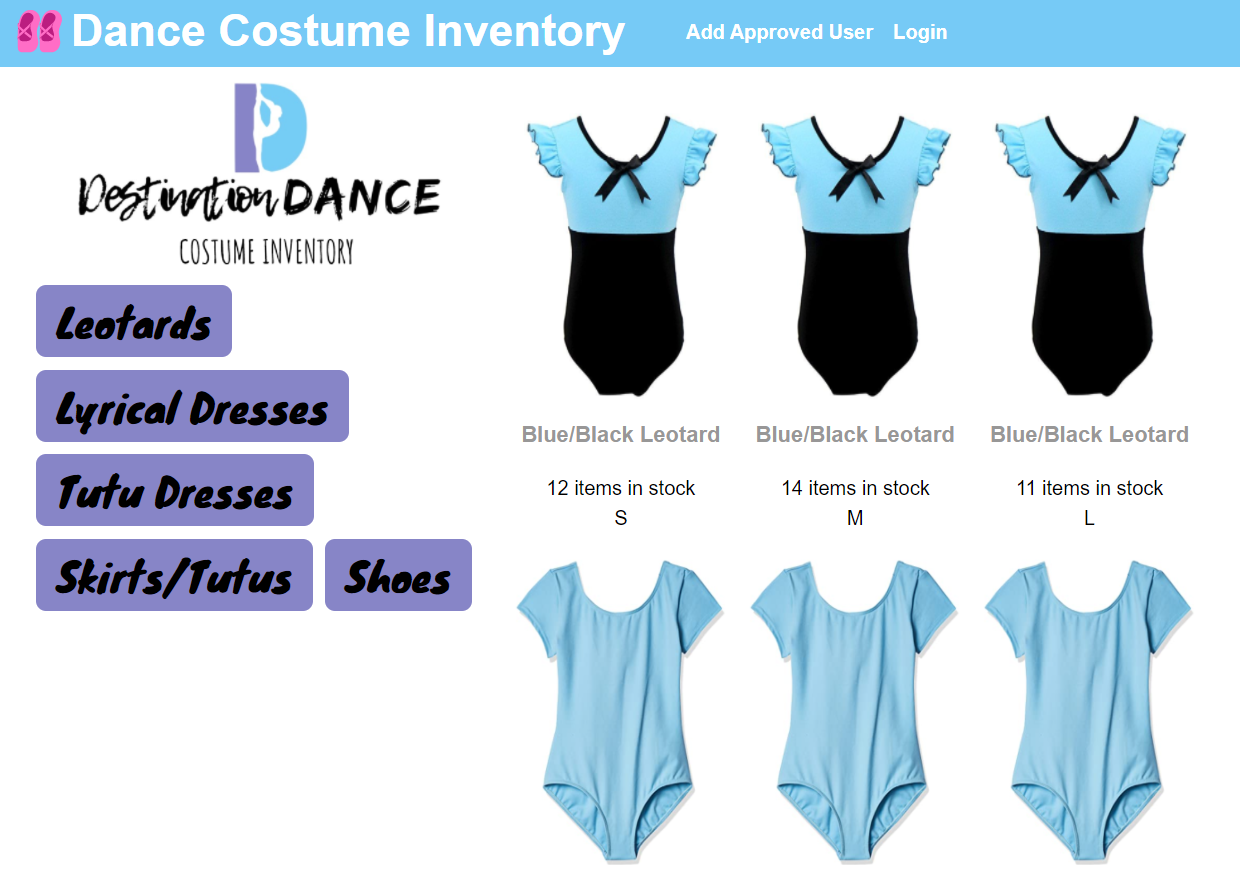 Dance Costume Inventory
Add Approved User Login
Destination DANCE
COSTUME INVENTORY
Leotards
Lyrical Dresses
Tutu Dresses
Skirts/Tutus Shoes
Blue/Black Leotard
12 items in stock
S
Blue/Black Leotard
14 items in stock
M
Blue/Black Leotard
11 items in stock
L